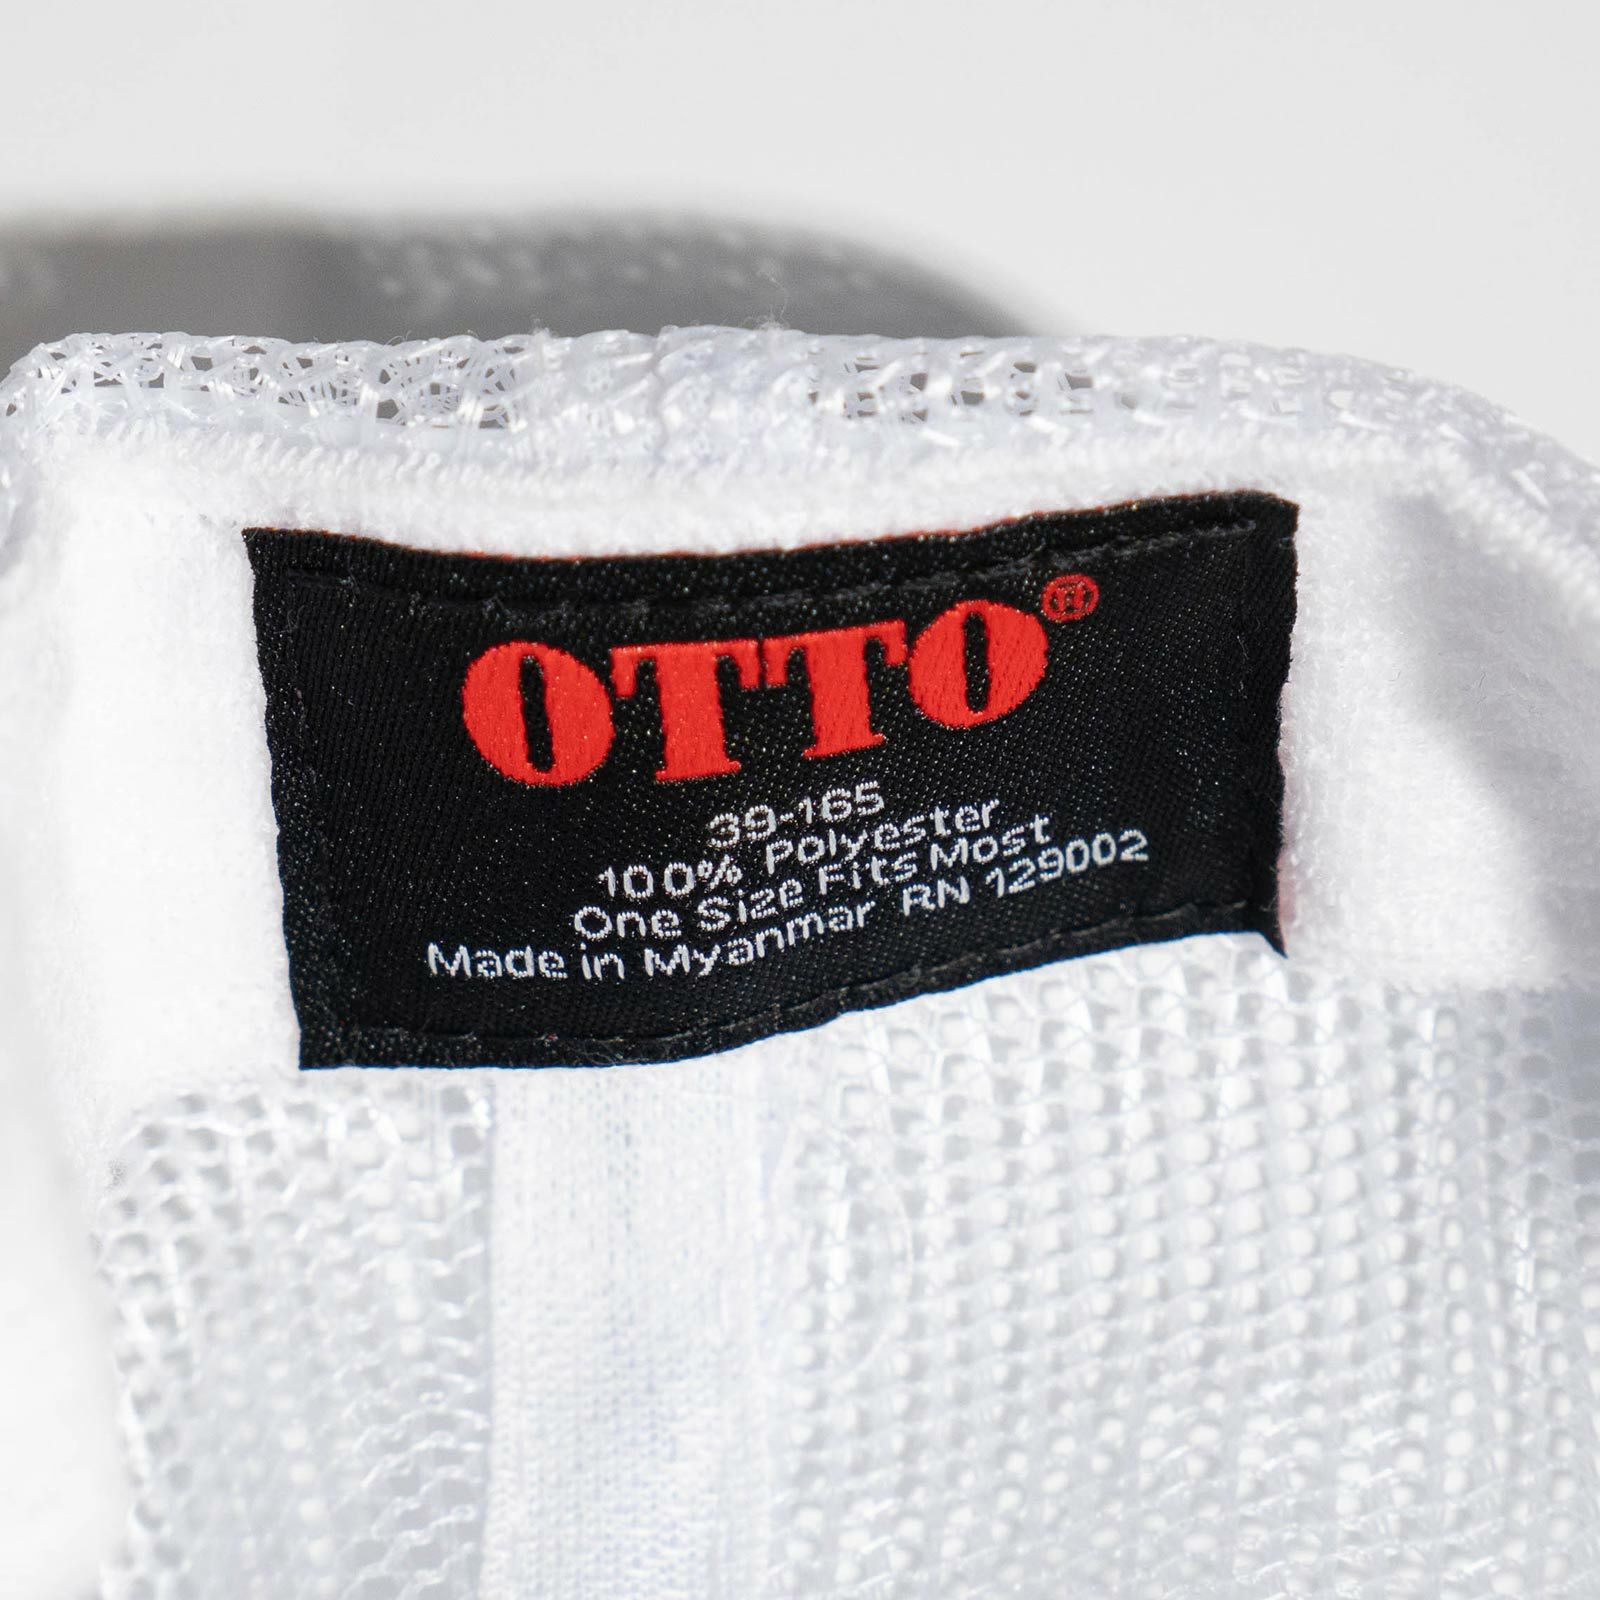 OTTO®
39-165
100% Polyester
One Size Fits Most
Made in Myanmar RN 129002